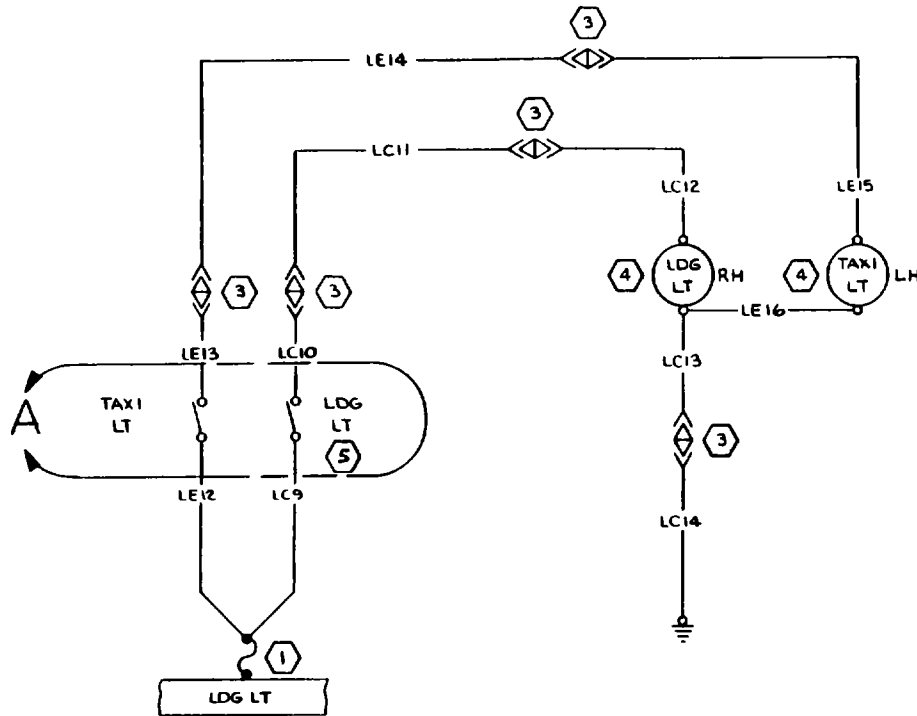 3
LE14
3
LC11
LC12
LE15
3
3
4
LDG
LT
RH
4
TAXI
LT
LH
LE16
LE13
LC10
LC13
A
TAXI
LT
LDG
LT
5
3
LE12
LC9
LC14
1
LDG LT